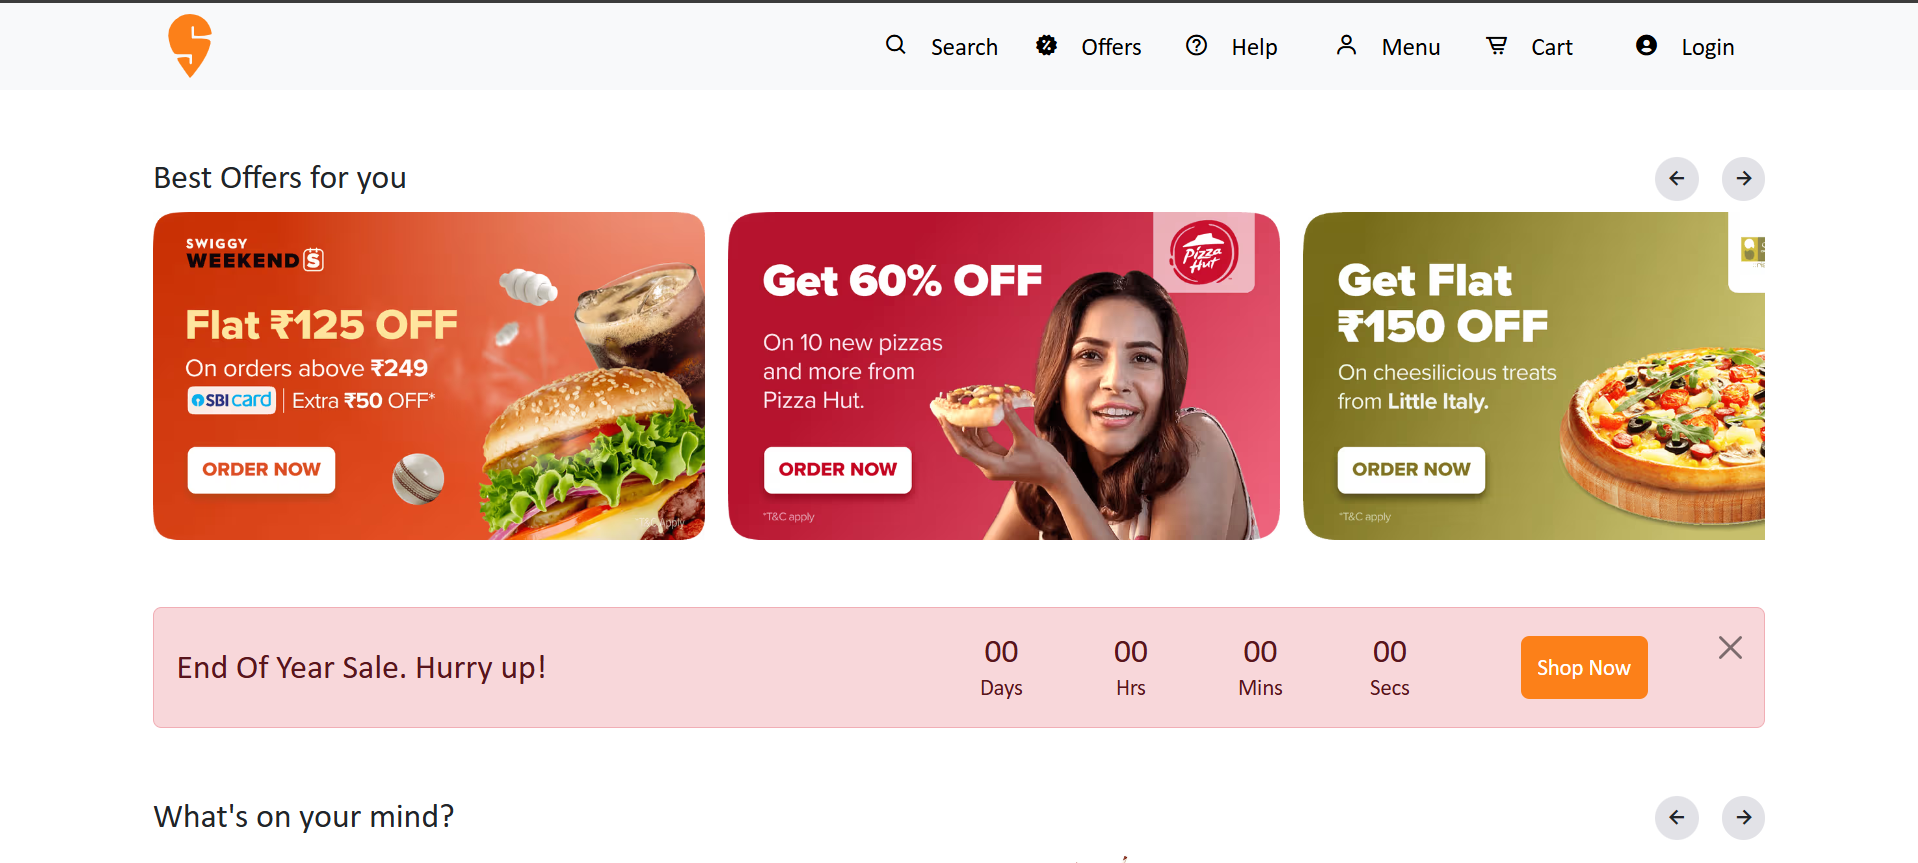 Search
Offers
Help
Menu
Cart
Login
Best Offers for you
SWIGGY
WEEKEND S
Flat ₹125 OFF
On orders above ₹249
SBI card | Extra ₹50 OFF*
ORDER NOW
*T&C Apply
Pizza
Hut
Get 60% OFF
On 10 new pizzas
and more from
Pizza Hut.
ORDER NOW
*T&C apply
Get Flat
₹150 OFF
On cheesilicious treats
from Little Italy.
ORDER NOW
*T&C apply
End Of Year Sale. Hurry up!
00 00 00 00
Days Hrs Mins Secs
Shop Now
What's on your mind?